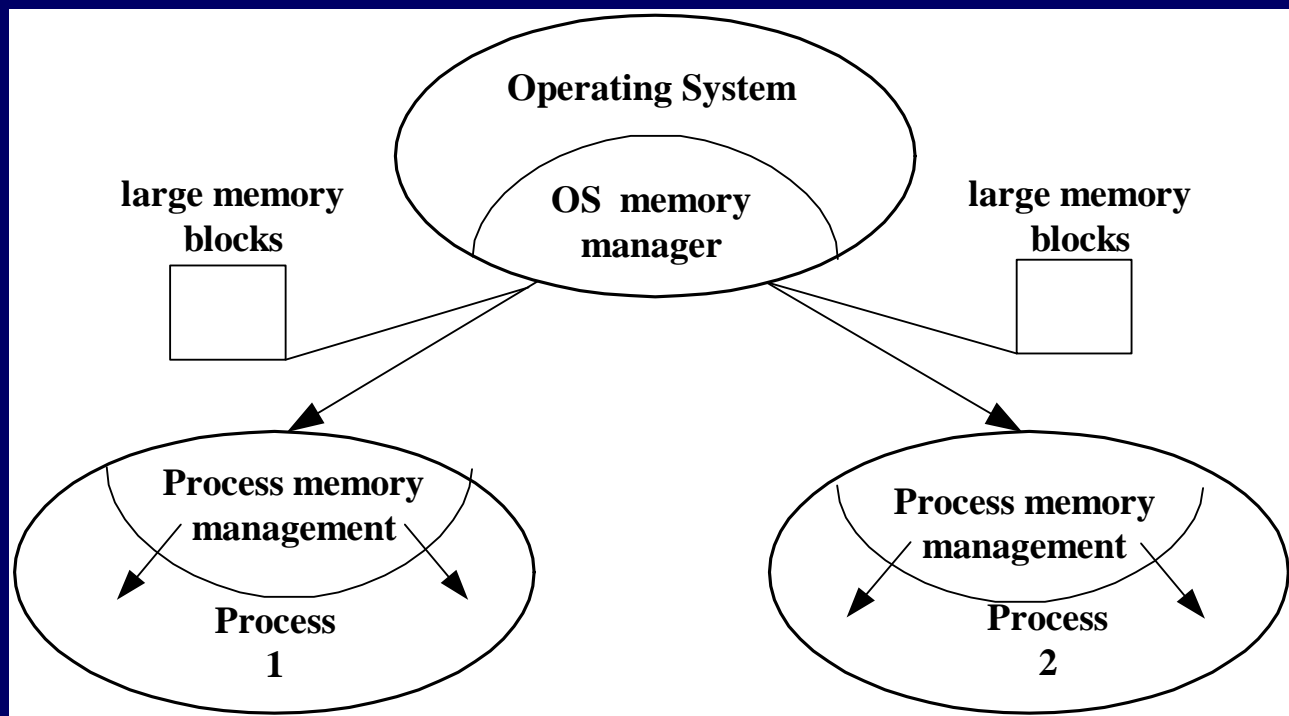 Operating System
OS memory
manager
large memory
blocks
large memory
blocks
Process memory
management
Process
1
Process memory
management
Process
2